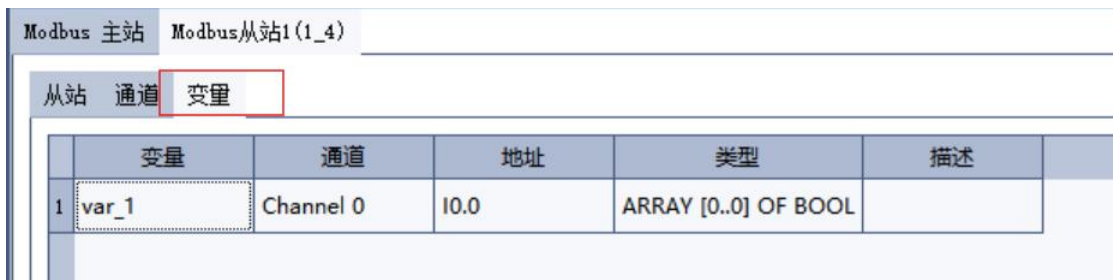 Modbus 主站 Modbus从站1(1_4)
从站 通道 变量
变量 通道 地址 类型 描述
1 var_1 Channel 0 I0.0 ARRAY [0..0] OF BOOL